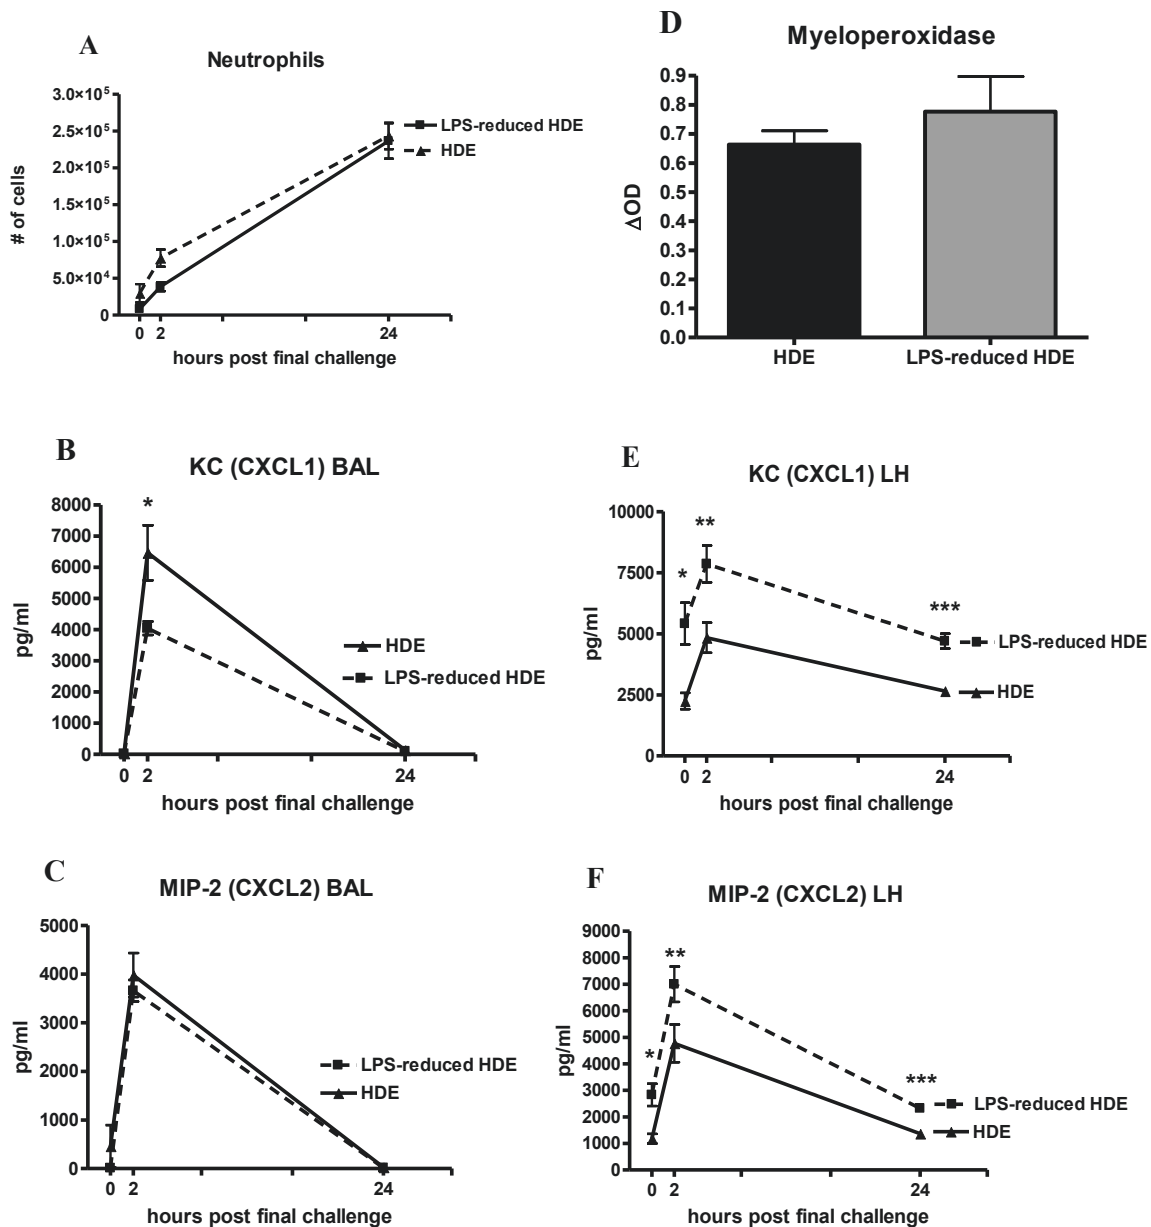 A
Neutrophils
3.0×10⁵
2.5×10⁵
2.0×10⁵
1.5×10⁵
1.0×10⁵
5.0×10⁴
0
# of cells
LPS-reduced HDE
HDE
0 2 24
hours post final challenge
D
Myeloperoxidase
0.9
0.8
0.7
0.6
0.5
0.4
0.3
0.2
0.1
0.0
ΔOD
HDE LPS-reduced HDE
B
KC (CXCL1) BAL
8000
7000
6000
5000
4000
3000
2000
1000
0
pg/ml
*
HDE
LPS-reduced HDE
0 2 24
hours post final challenge
E
KC (CXCL1) LH
10000
7500
5000
2500
0
pg/ml
*
**
***
LPS-reduced HDE
HDE
0 2 24
hours post final challenge
C
MIP-2 (CXCL2) BAL
5000
4000
3000
2000
1000
0
pg/ml
LPS-reduced HDE
HDE
0 2 24
hours post final challenge
F
MIP-2 (CXCL2) LH
9000
8000
7000
6000
5000
4000
3000
2000
1000
0
pg/ml
*
**
***
LPS-reduced HDE
HDE
0 2 24
hours post final challenge